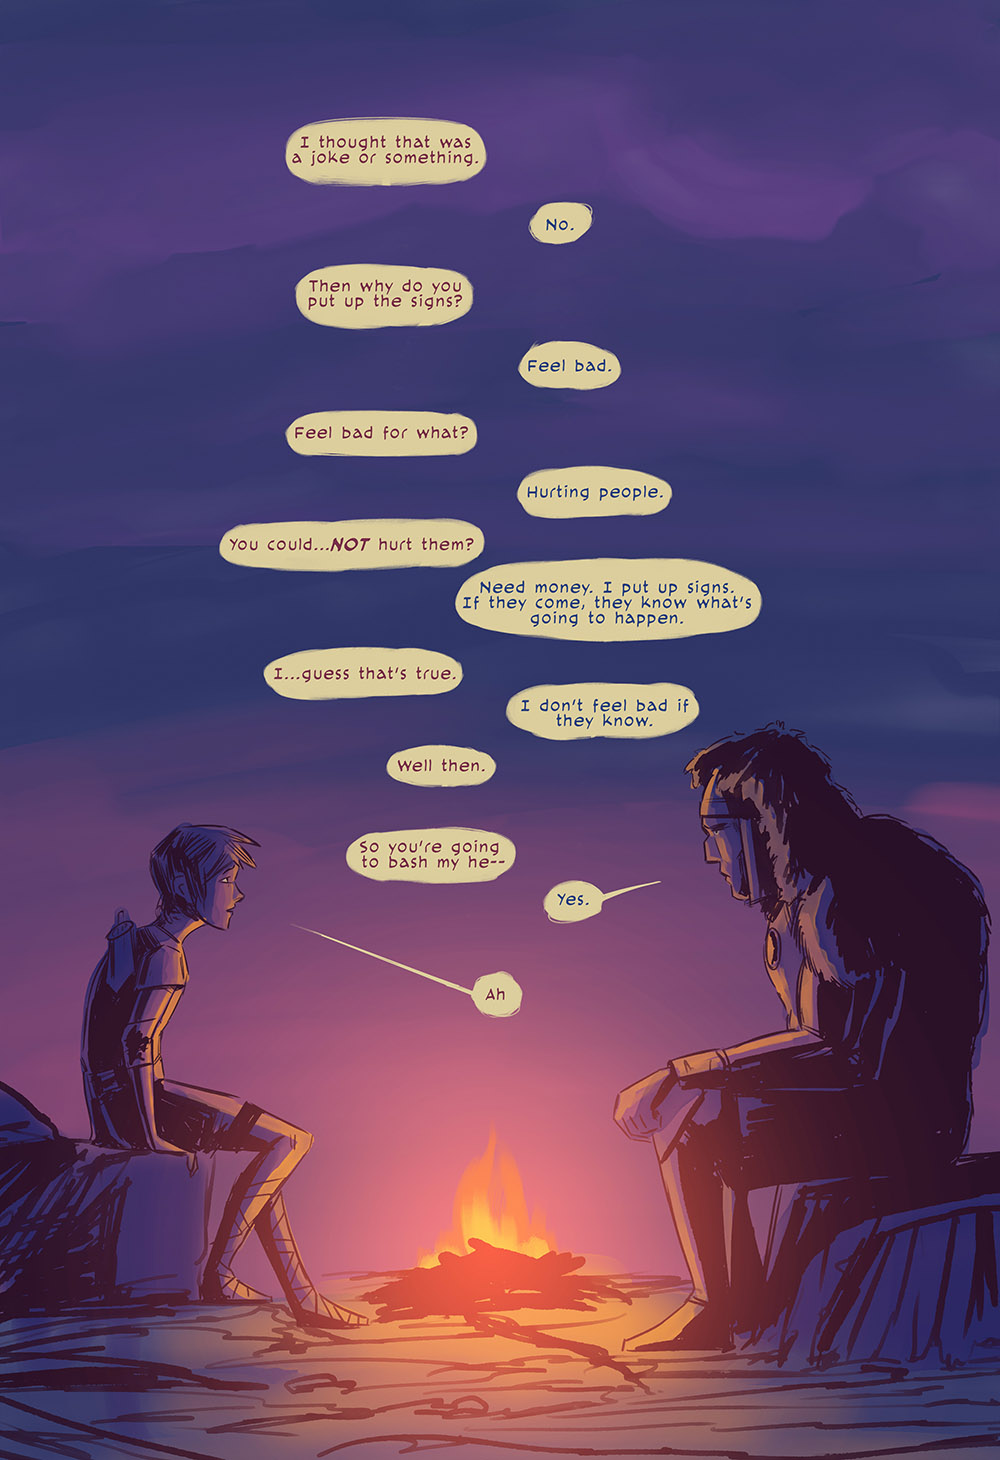 I thought that was
a joke or something.
No.
Then why do you
put up the signs?
Feel bad.
Feel bad for what?
Hurting people.
You could...NOT hurt them?
Need money. I put up signs.
If they come, they know what's
going to happen.
I...guess that's true.
I don't feel bad if
they know.
Well then.
So you're going
to bash my he--
Yes.
Ah